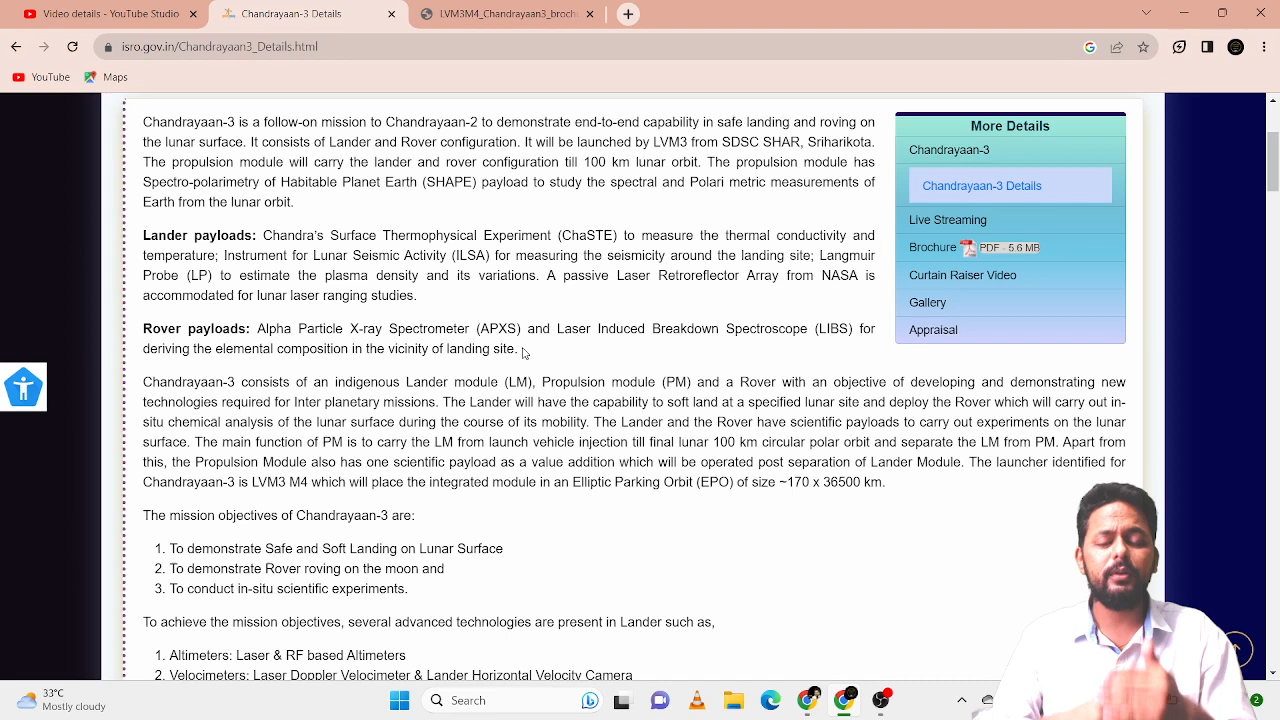 Video details - YouTube Studio
Chandrayaan-3 Details
LVM3M4_Chandrayaan3_broch
isro.gov.in/Chandrayaan3_Details.html
YouTube
Maps
Chandrayaan-3 is a follow-on mission to Chandrayaan-2 to demonstrate end-to-end capability in safe landing and roving on
the lunar surface. It consists of Lander and Rover configuration. It will be launched by LVM3 from SDSC SHAR, Sriharikota.
The propulsion module will carry the lander and rover configuration till 100 km lunar orbit. The propulsion module has
Spectro-polarimetry of Habitable Planet Earth (SHAPE) payload to study the spectral and Polari metric measurements of
Earth from the lunar orbit.
Lander payloads: Chandra's Surface Thermophysical Experiment (ChaSTE) to measure the thermal conductivity and
temperature; Instrument for Lunar Seismic Activity (ILSA) for measuring the seismicity around the landing site; Langmuir
Probe (LP) to estimate the plasma density and its variations. A passive Laser Retroreflector Array from NASA is
accommodated for lunar laser ranging studies.
Rover payloads: Alpha Particle X-ray Spectrometer (APXS) and Laser Induced Breakdown Spectroscope (LIBS) for
deriving the elemental composition in the vicinity of landing site.
More Details
Chandrayaan-3
Chandrayaan-3 Details
Live Streaming
Brochure PDF - 5.6 MB
Curtain Raiser Video
Gallery
Appraisal
Chandrayaan-3 consists of an indigenous Lander module (LM), Propulsion module (PM) and a Rover with an objective of developing and demonstrating new
technologies required for Inter planetary missions. The Lander will have the capability to soft land at a specified lunar site and deploy the Rover which will carry out in-
situ chemical analysis of the lunar surface during the course of its mobility. The Lander and the Rover have scientific payloads to carry out experiments on the lunar
surface. The main function of PM is to carry the LM from launch vehicle injection till final lunar 100 km circular polar orbit and separate the LM from PM. Apart from
this, the Propulsion Module also has one scientific payload as a value addition which will be operated post separation of Lander Module. The launcher identified for
Chandrayaan-3 is LVM3 M4 which will place the integrated module in an Elliptic Parking Orbit (EPO) of size ~170 x 36500 km.
The mission objectives of Chandrayaan-3 are:
1. To demonstrate Safe and Soft Landing on Lunar Surface
2. To demonstrate Rover roving on the moon and
3. To conduct in-situ scientific experiments.
To achieve the mission objectives, several advanced technologies are present in Lander such as,
1. Altimeters: Laser & RF based Altimeters
2. Velocimeters: Laser Doppler Velocimeter & Lander Horizontal Velocity Camera
33°C
Mostly cloudy
Search
2